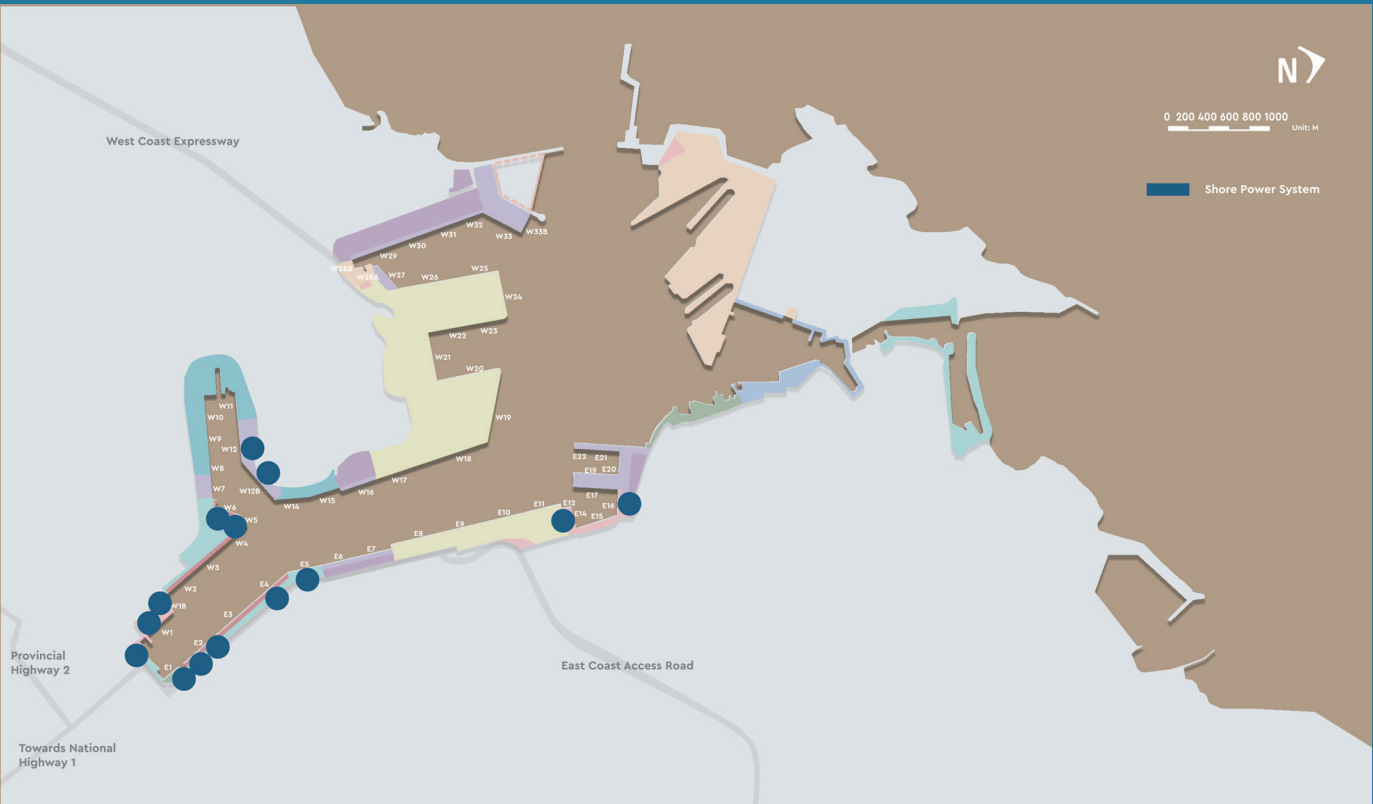 N
0 200 400 600 800 1000
Unit: M
West Coast Expressway
Shore Power System
W32
W31
W33
W33B
W30
W29
W28B
W28A
W27
W26
W25
W24
W23
W22
W21
W20
W19
W18
W17
W16
W15
W14
W12B
W12
W11
W10
W9
W8
W7
W6
W5
W4
W3
W2
W1B
W1
E22
E21
E20
E19
E17
E16
E15
E14
E12
E11
E10
E9
E8
E7
E6
E5
E4
E3
E2
E1
Provincial
Highway 2
East Coast Access Road
Towards National
Highway 1